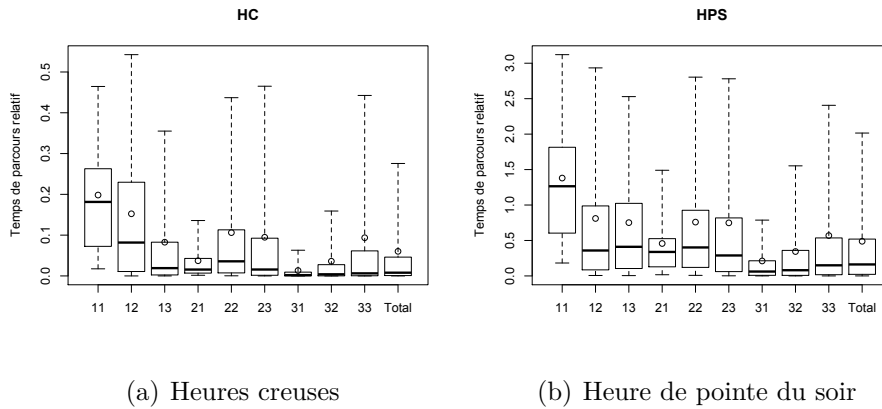 HC
Temps de parcours relatif
0.0 0.1 0.2 0.3 0.4 0.5
11 12 13 21 22 23 31 32 33 Total
(a) Heures creuses
HPS
Temps de parcours relatif
0.0 0.5 1.0 1.5 2.0 2.5 3.0
11 12 13 21 22 23 31 32 33 Total
(b) Heure de pointe du soir